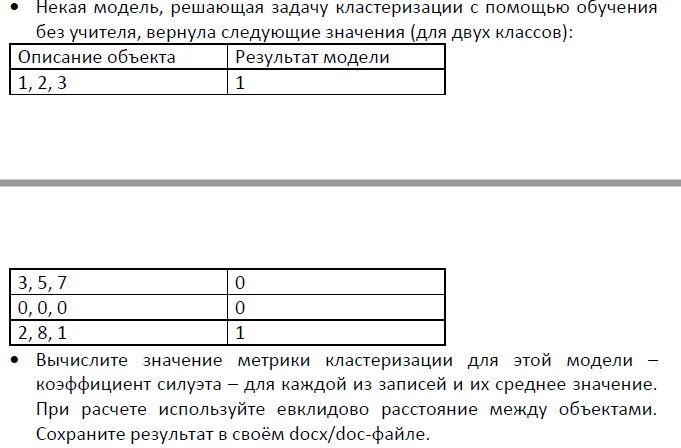 • Некая модель, решающая задачу кластеризации с помощью обучения
без учителя, вернула следующие значения (для двух классов):
Описание объекта Результат модели
1, 2, 3 1
3, 5, 7 0
0, 0, 0 0
2, 8, 1 1
• Вычислите значение метрики кластеризации для этой модели –
коэффициент силуэта – для каждой из записей и их среднее значение.
При расчете используйте евклидово расстояние между объектами.
Сохраните результат в своём docx/doc-файле.